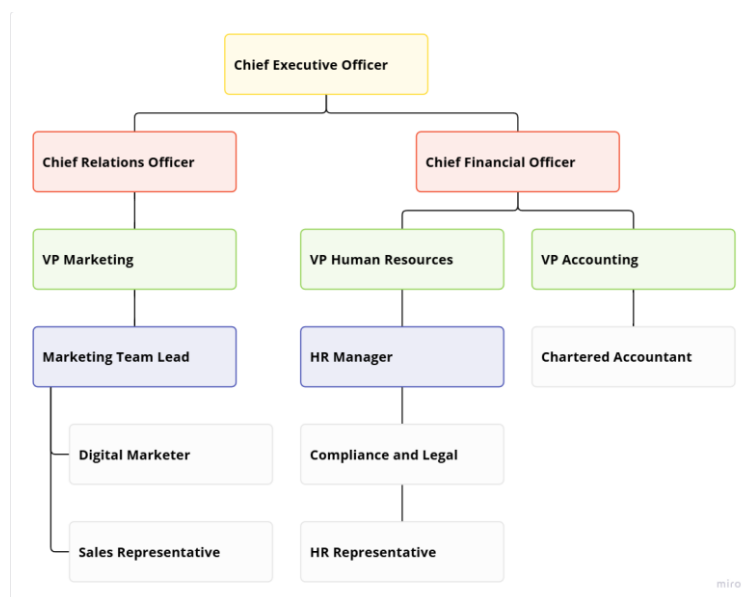 Chief Executive Officer
Chief Relations Officer
Chief Financial Officer
VP Marketing
VP Human Resources
VP Accounting
Marketing Team Lead
HR Manager
Chartered Accountant
Digital Marketer
Compliance and Legal
Sales Representative
HR Representative
miro